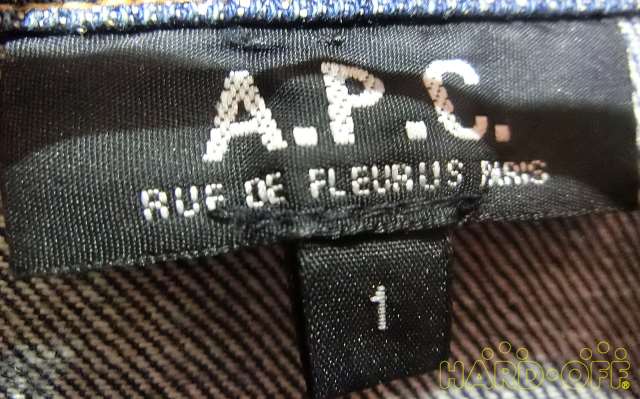 A.P.C.
RUE DE FLEURUS PARIS
1
HARD·OFF